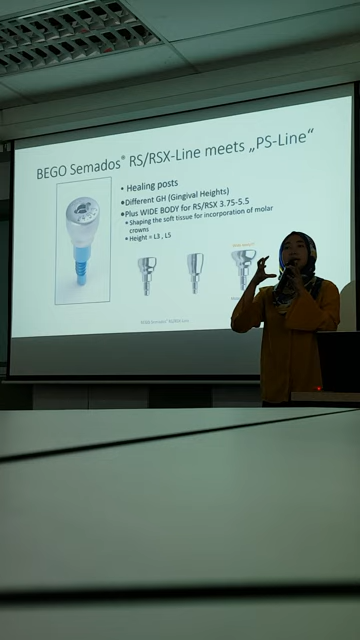 BEGO Semados® RS/RSX-Line meets „PS-Line“
• Healing posts
•Different GH (Gingival Heights)
•Plus WIDE BODY for RS/RSX 3.75-5.5
• Shaping the soft tissue for incorporation of molar
crowns
• Height = L3 , L5